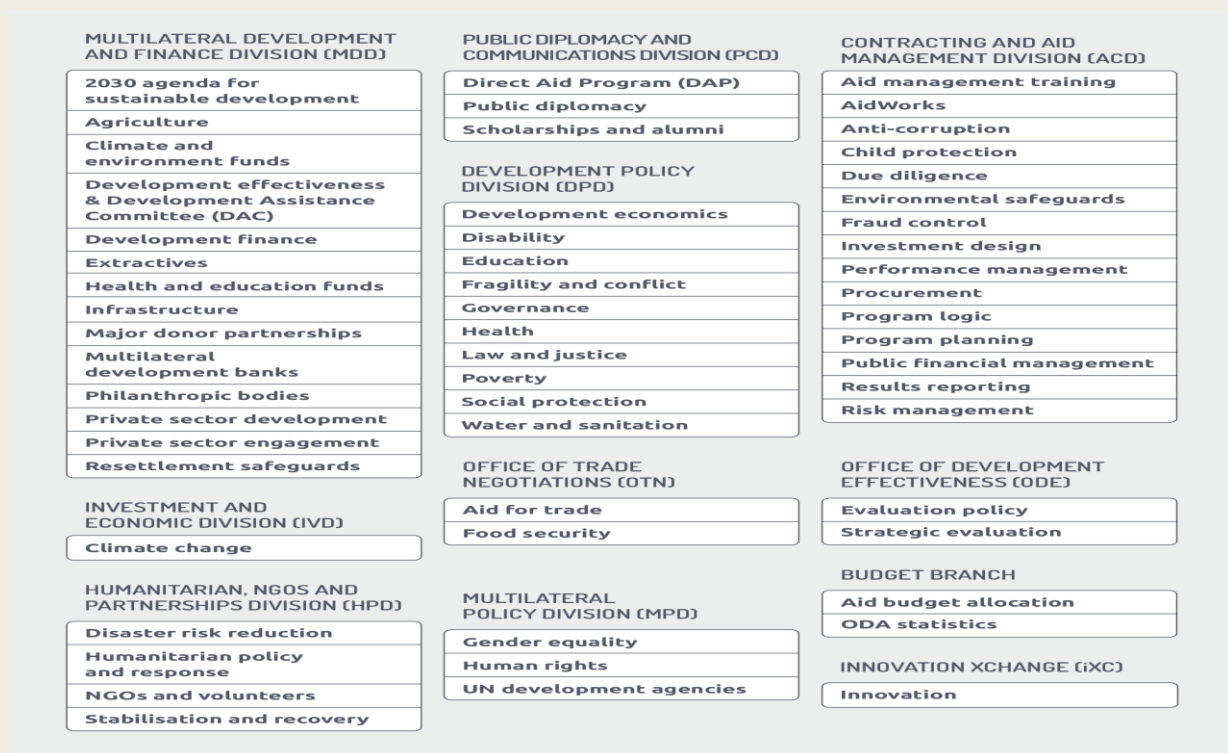 MULTILATERAL DEVELOPMENT
AND FINANCE DIVISION (MDD)
2030 agenda for
sustainable development
Agriculture
Climate and
environment funds
Development effectiveness
& Development Assistance
Committee (DAC)
Development finance
Extractives
Health and education funds
Infrastructure
Major donor partnerships
Multilateral
development banks
Philanthropic bodies
Private sector development
Private sector engagement
Resettlement safeguards
INVESTMENT AND
ECONOMIC DIVISION (IVD)
Climate change
HUMANITARIAN, NGOS AND
PARTNERSHIPS DIVISION (HPD)
Disaster risk reduction
Humanitarian policy
and response
NGOs and volunteers
Stabilisation and recovery
PUBLIC DIPLOMACY AND
COMMUNICATIONS DIVISION (PCD)
Direct Aid Program (DAP)
Public diplomacy
Scholarships and alumni
DEVELOPMENT POLICY
DIVISION (DPD)
Development economics
Disability
Education
Fragility and conflict
Governance
Health
Law and justice
Poverty
Social protection
Water and sanitation
OFFICE OF TRADE
NEGOTIATIONS (OTN)
Aid for trade
Food security
MULTILATERAL
POLICY DIVISION (MPD)
Gender equality
Human rights
UN development agencies
CONTRACTING AND AID
MANAGEMENT DIVISION (ACD)
Aid management training
AidWorks
Anti-corruption
Child protection
Due diligence
Environmental safeguards
Fraud control
Investment design
Performance management
Procurement
Program logic
Program planning
Public financial management
Results reporting
Risk management
OFFICE OF DEVELOPMENT
EFFECTIVENESS (ODE)
Evaluation policy
Strategic evaluation
BUDGET BRANCH
Aid budget allocation
ODA statistics
INNOVATION XCHANGE (iXC)
Innovation